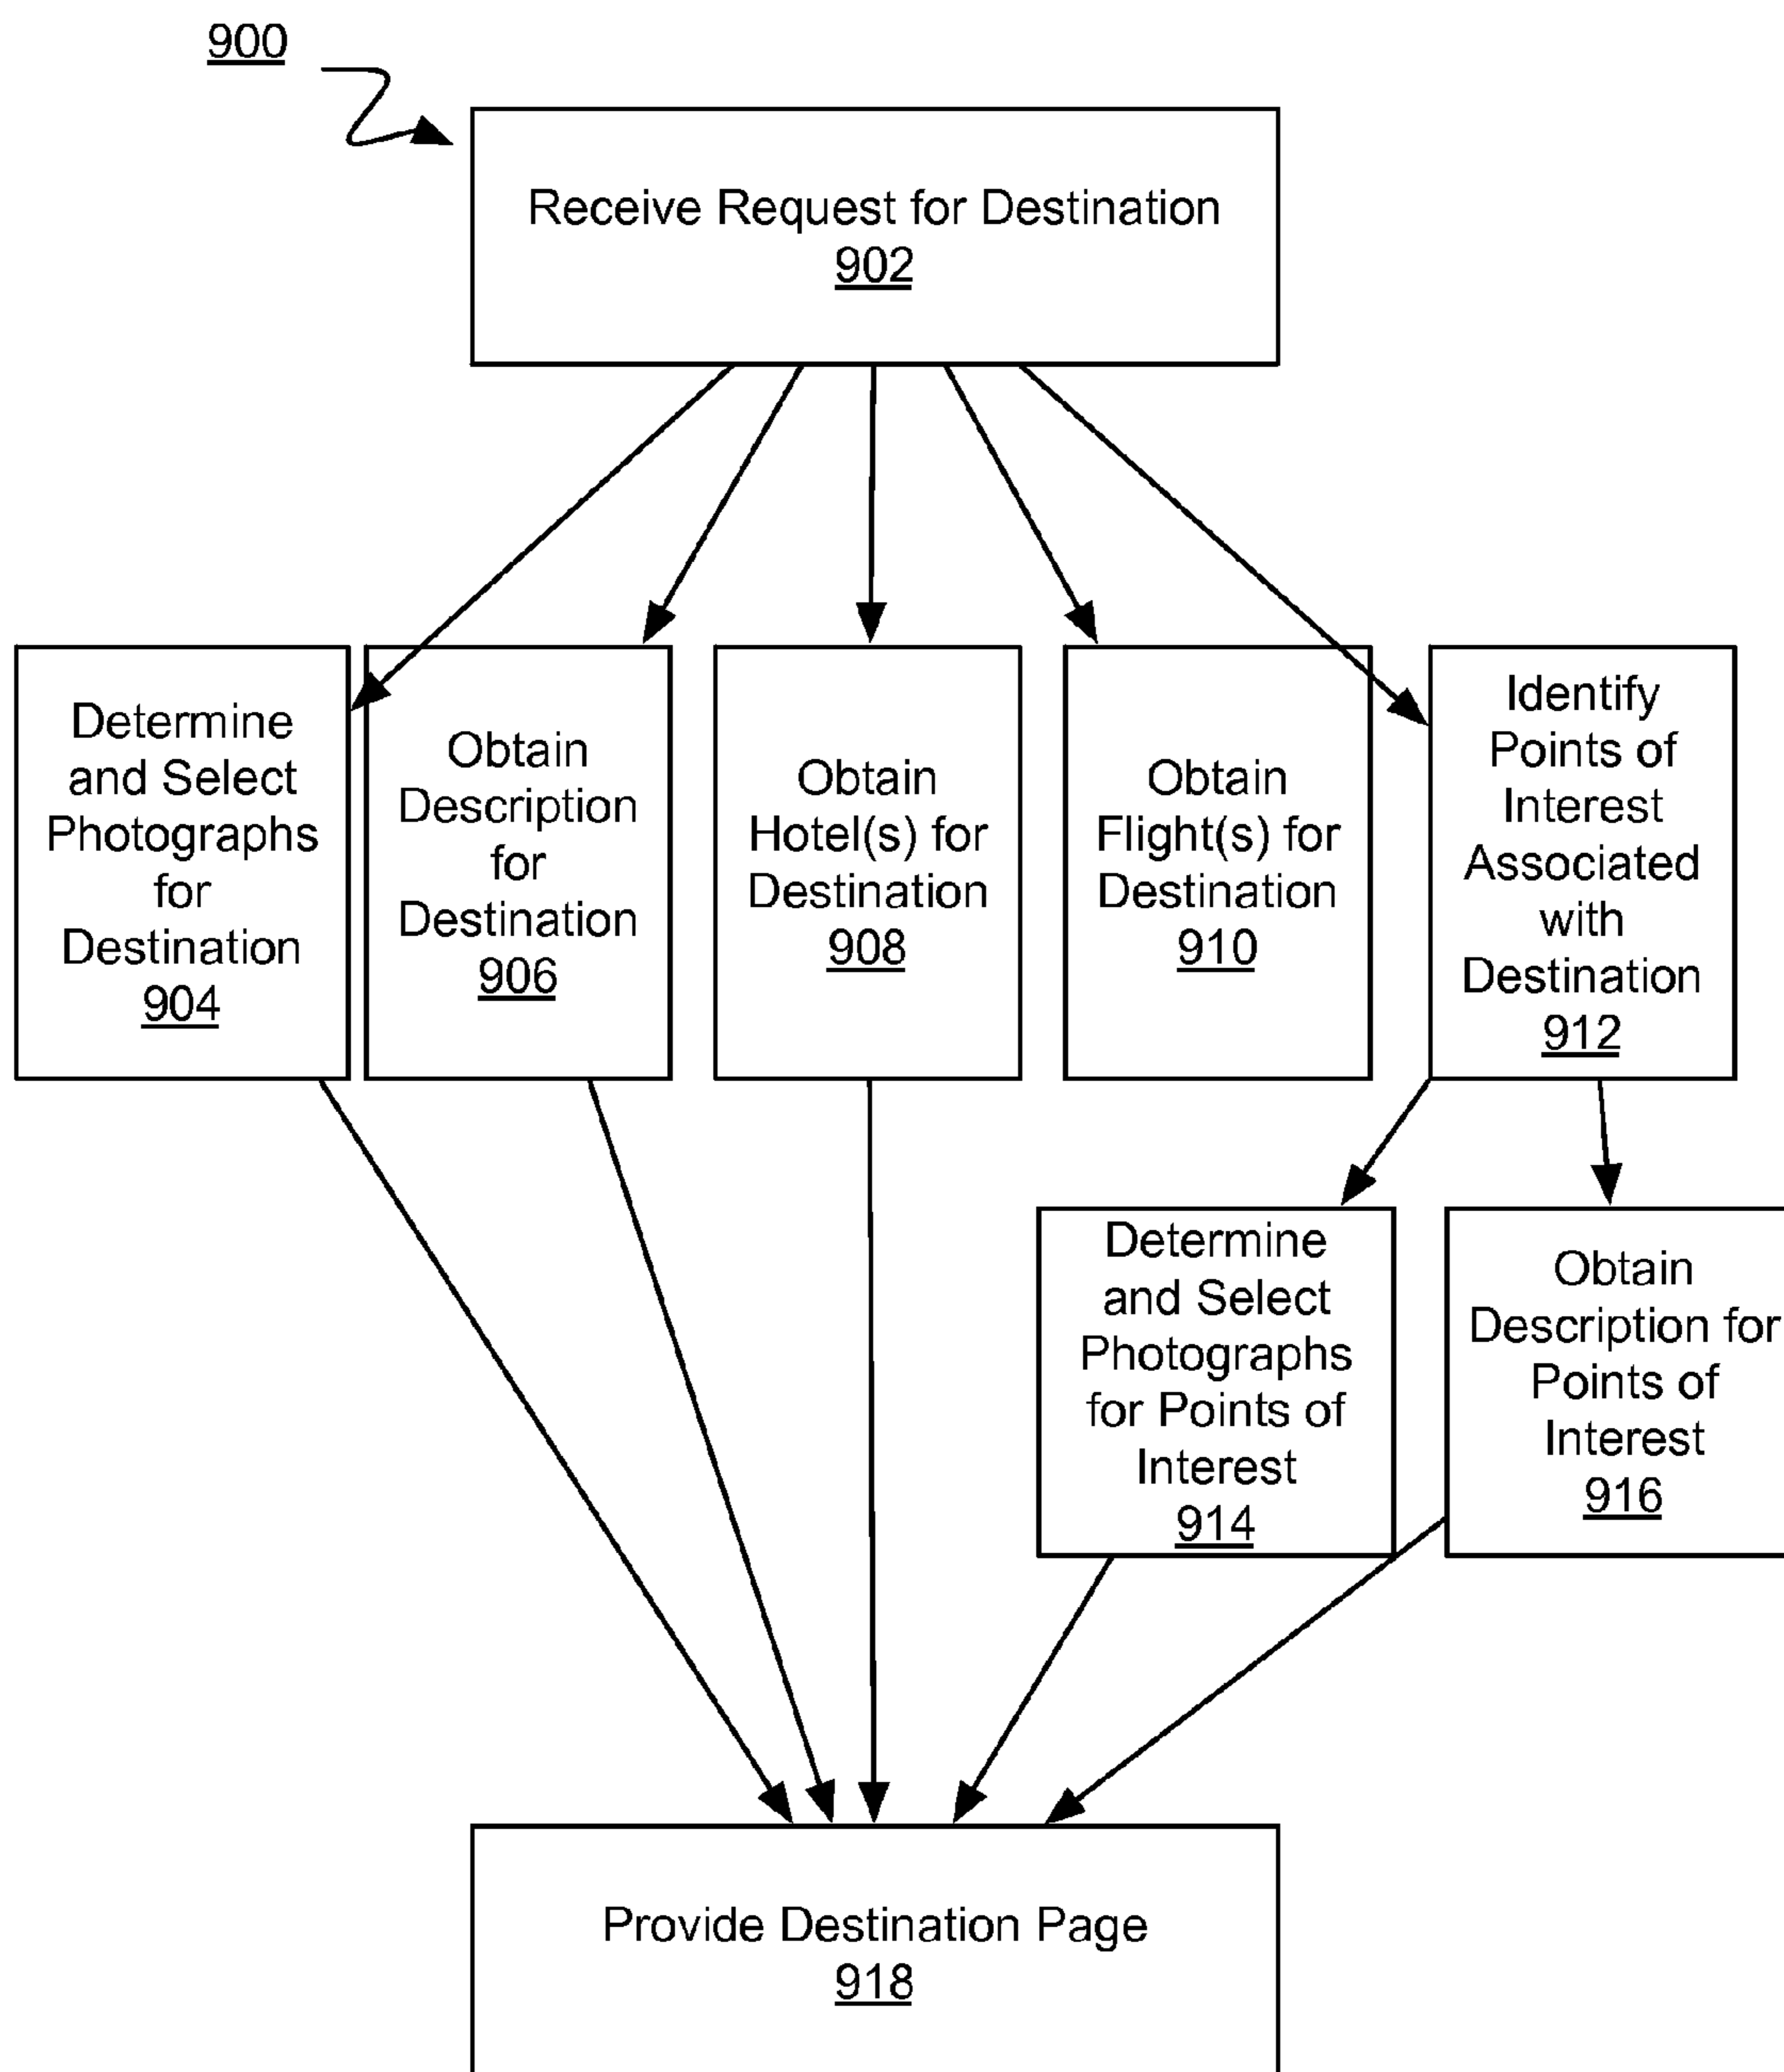 900
Receive Request for Destination
902
Determine
and Select
Photographs
for
Destination
904
Obtain
Description
for
Destination
906
Obtain
Hotel(s) for
Destination
908
Obtain
Flight(s) for
Destination
910
Identify
Points of
Interest
Associated
with
Destination
912
Determine
and Select
Photographs
for Points of
Interest
914
Obtain
Description for
Points of
Interest
916
Provide Destination Page
918